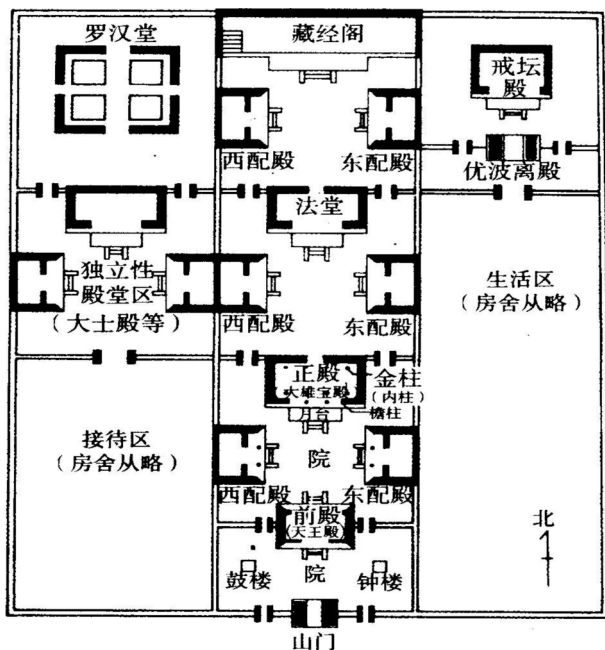 罗汉堂
藏经阁
戒坛
殿
西配殿
东配殿
优波离殿
法堂
独立性
殿堂区
（大士殿等）
西配殿
东配殿
生活区
（房舍从略）
正殿
（大雄宝殿）
金柱
（内柱）
月台
檐柱
接待区
（房舍从略）
院
西配殿
东配殿
前殿
（天王殿）
北
鼓楼
院
钟楼
山门